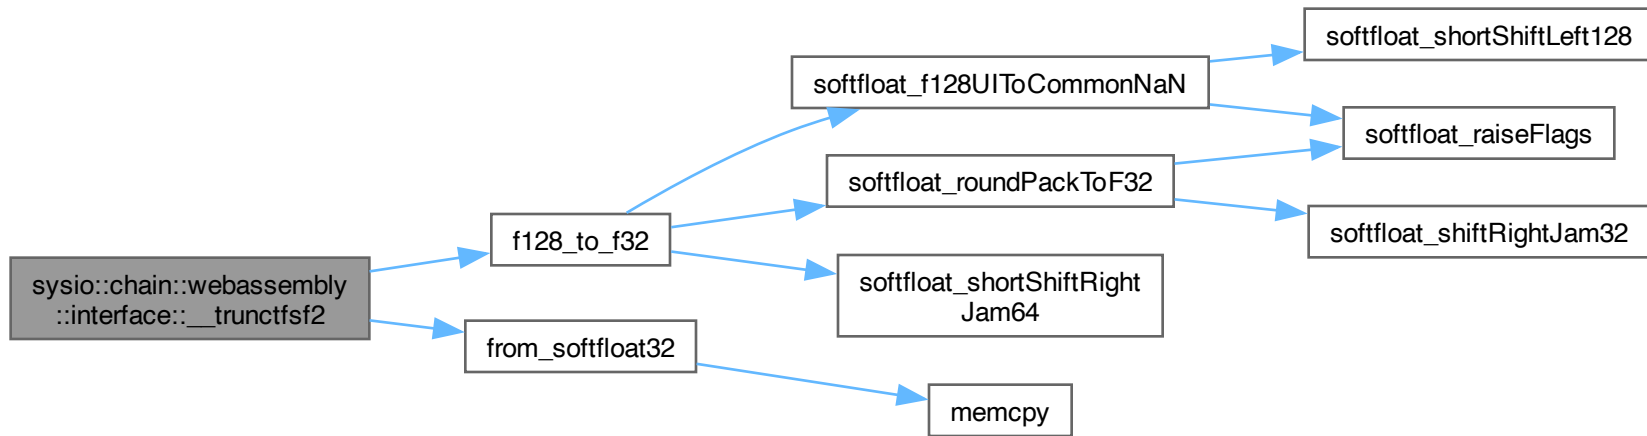 sysio::chain::webassembly
::interface::__trunctfsf2
f128_to_f32
from_softfloat32
softfloat_f128UIToCommonNaN
softfloat_roundPackToF32
softfloat_shortShiftRight
Jam64
memcpy
softfloat_shortShiftLeft128
softfloat_raiseFlags
softfloat_shiftRightJam32